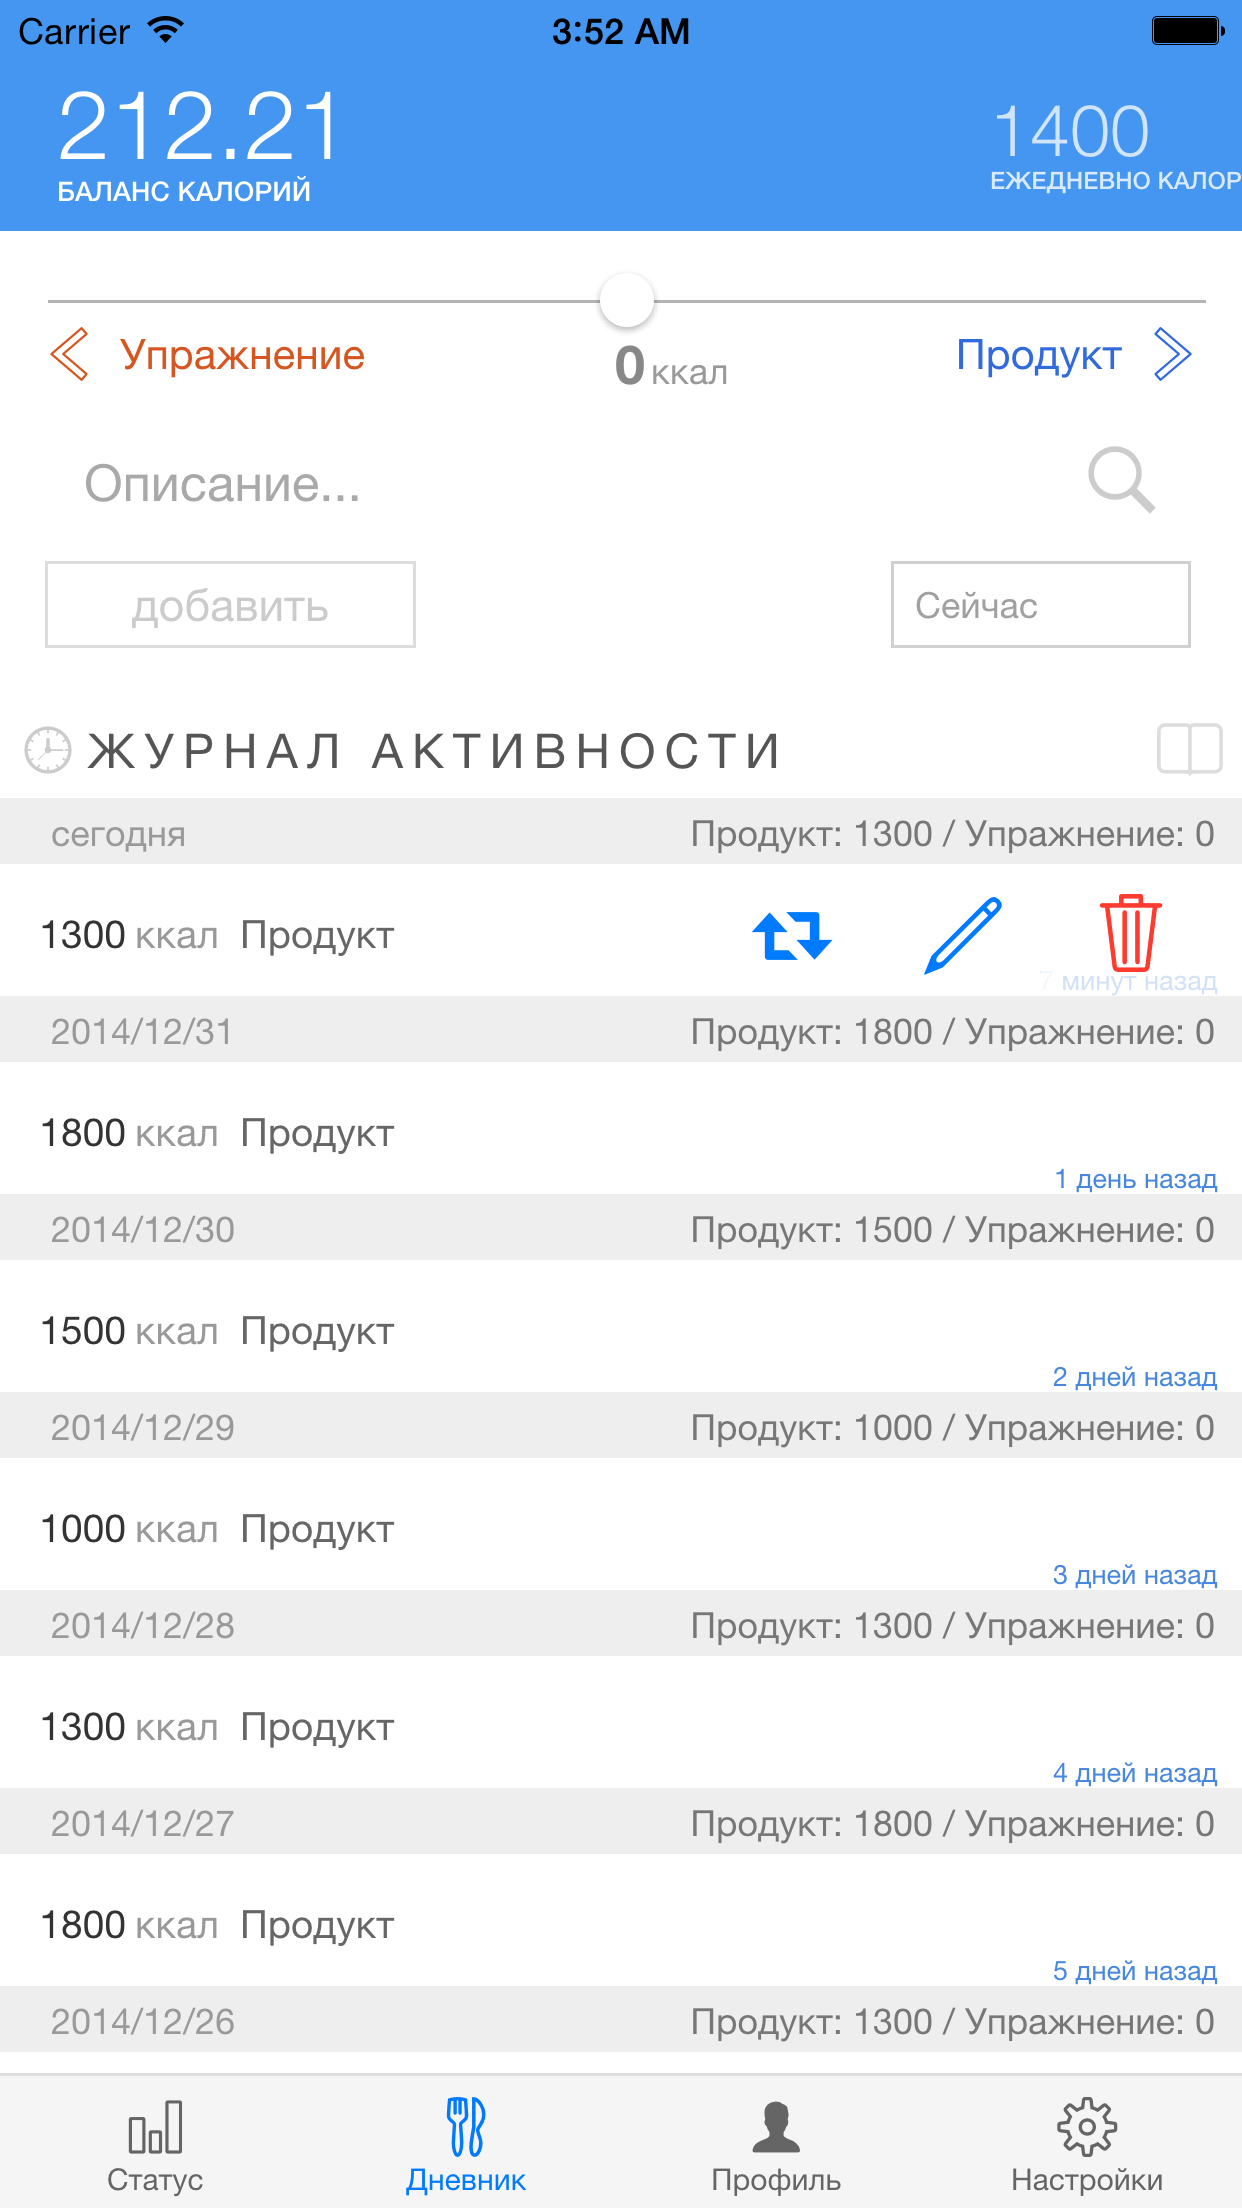 Carrier 3:52 AM
212.21 1400
БАЛАНС КАЛОРИЙ ЕЖЕДНЕВНО КАЛОР
Упражнение 0 ккал Продукт
Описание...
добавить Сейчас
ЖУРНАЛ АКТИВНОСТИ
сегодня Продукт: 1300 / Упражнение: 0
1300 ккал Продукт
7 минут назад
2014/12/31 Продукт: 1800 / Упражнение: 0
1800 ккал Продукт
1 день назад
2014/12/30 Продукт: 1500 / Упражнение: 0
1500 ккал Продукт
2 дней назад
2014/12/29 Продукт: 1000 / Упражнение: 0
1000 ккал Продукт
3 дней назад
2014/12/28 Продукт: 1300 / Упражнение: 0
1300 ккал Продукт
4 дней назад
2014/12/27 Продукт: 1800 / Упражнение: 0
1800 ккал Продукт
5 дней назад
2014/12/26 Продукт: 1300 / Упражнение: 0
Статус Дневник Профиль Настройки